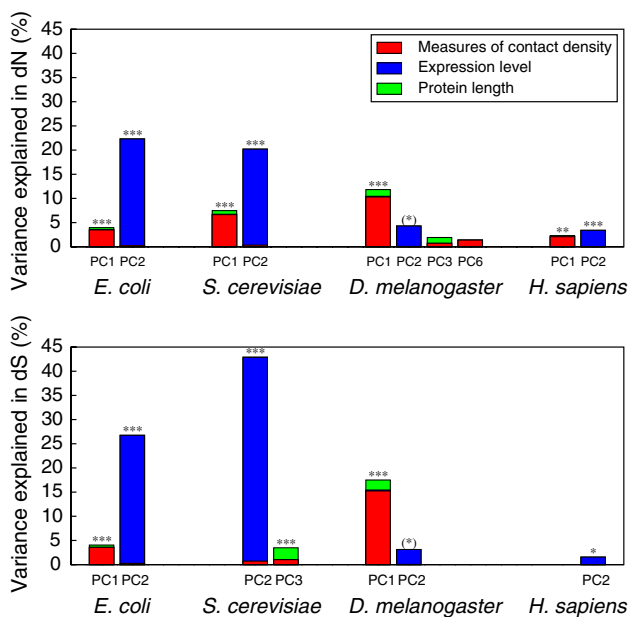 Variance explained in dN (%)
45
40
35
30
25
20
15
10
5
0
Measures of contact density
Expression level
Protein length
*** *** *** *** *** (*) ** ***
PC1 PC2 PC1 PC2 PC1 PC2 PC3 PC6 PC1 PC2
E. coli S. cerevisiae D. melanogaster H. sapiens
Variance explained in dS (%)
45
40
35
30
25
20
15
10
5
0
*** *** *** *** *** (*) *
PC1 PC2 PC2 PC3 PC1 PC2 PC2
E. coli S. cerevisiae D. melanogaster H. sapiens